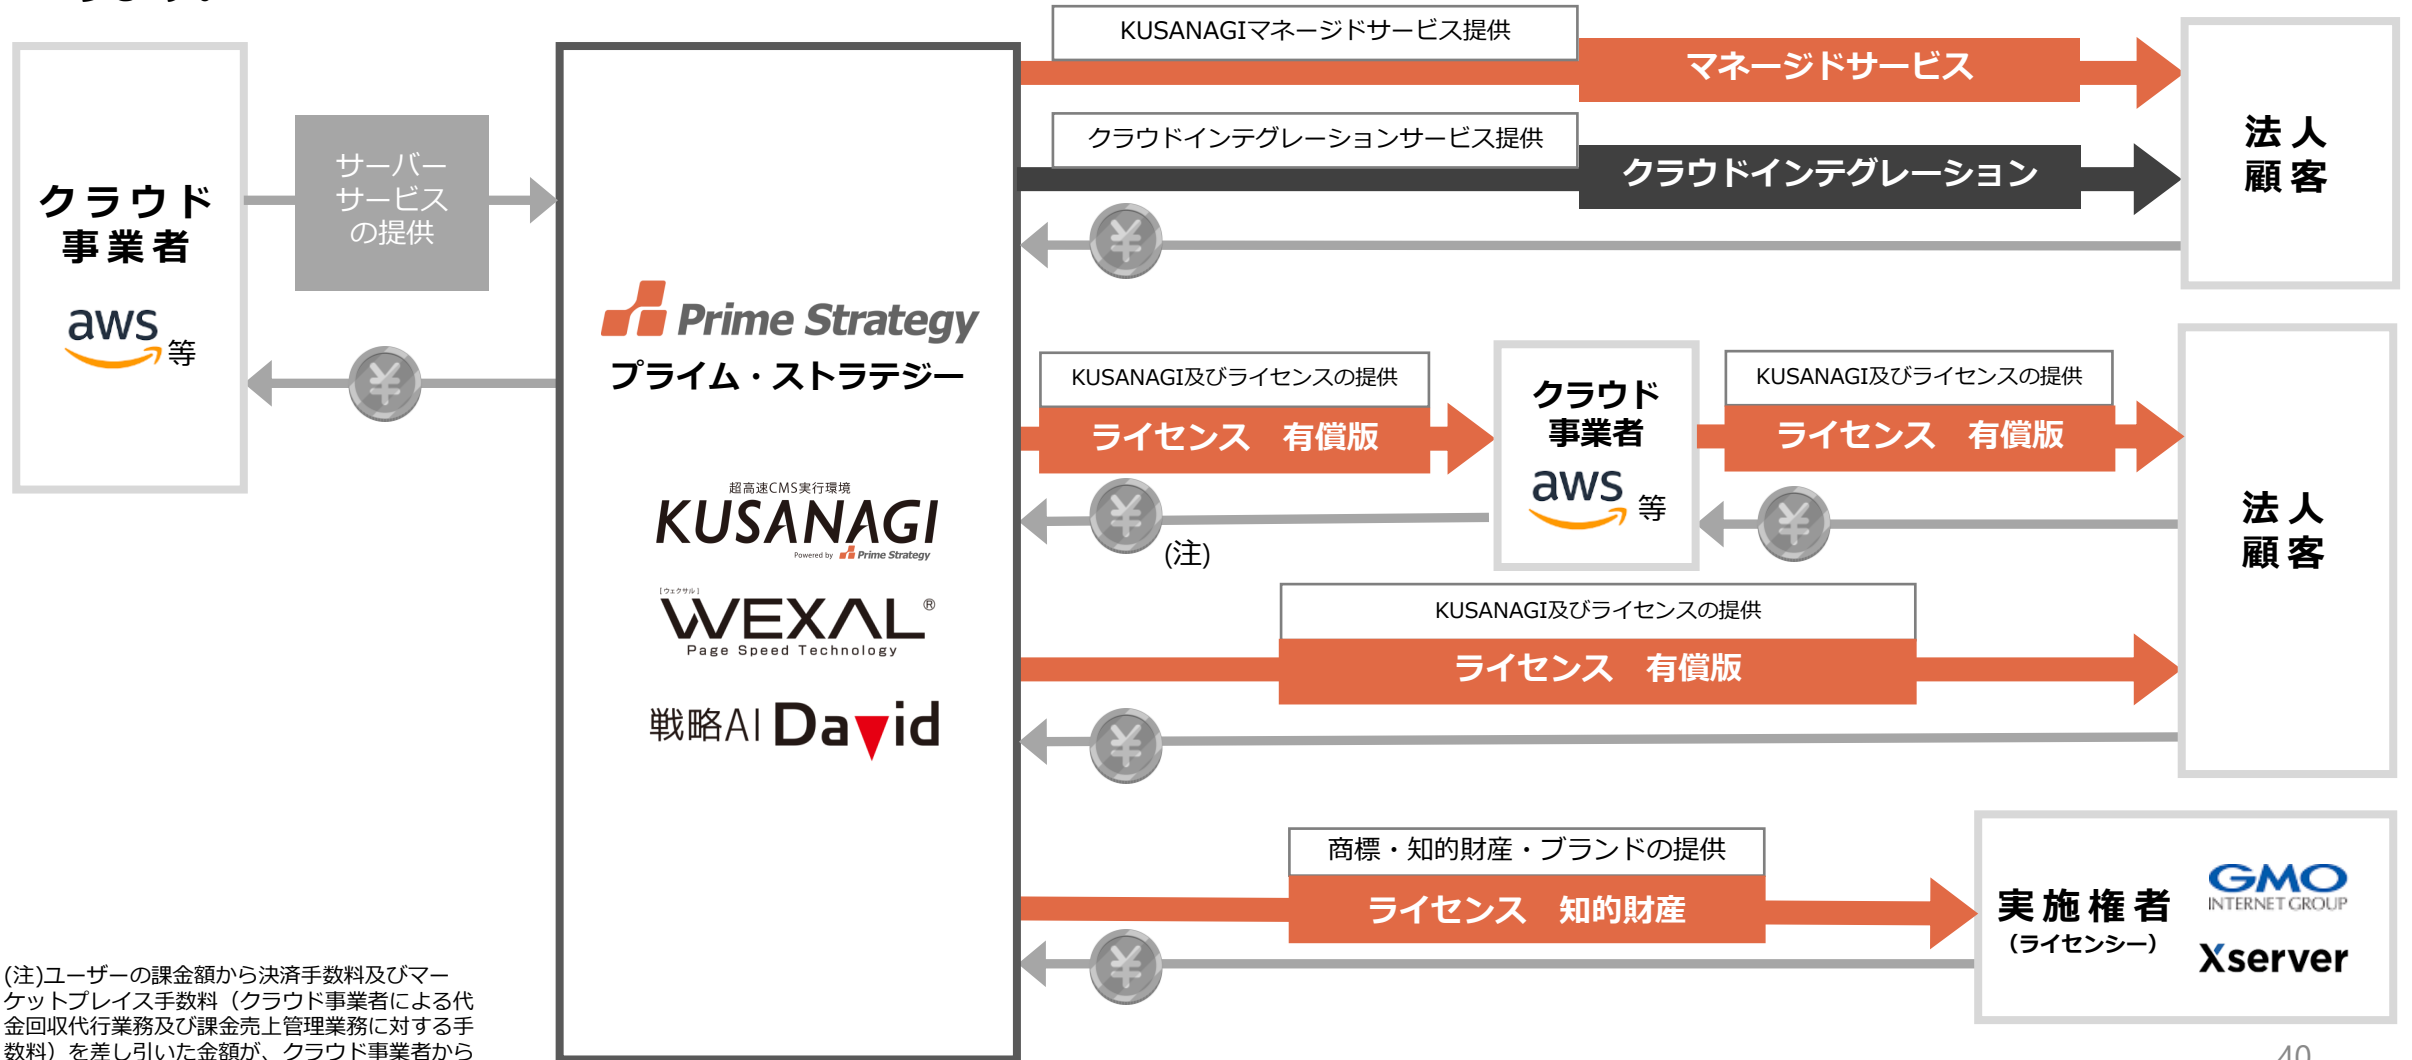 KUSANAGIマネージドサービス提供
マネージドサービス
クラウドインテグレーションサービス提供
クラウドインテグレーション
法人
顧客
クラウド
事業者
aws
等
サーバー
サービス
の提供
Prime Strategy
プライム・ストラテジー
超高速CMS実行環境
KUSANAGI
Powered by Prime Strategy
[ウェクサル]
WEXAL®
Page Speed Technology
戦略AI David
KUSANAGI及びライセンスの提供
ライセンス 有償版
(注)
クラウド
事業者
aws
等
KUSANAGI及びライセンスの提供
ライセンス 有償版
法人
顧客
KUSANAGI及びライセンスの提供
ライセンス 有償版
商標・知的財産・ブランドの提供
ライセンス 知的財産
実施権者
（ライセンシー）
GMO
INTERNET GROUP
Xserver
(注)ユーザーの課金額から決済手数料及びマー
ケットプレイス手数料（クラウド事業者による代
金回収代行業務及び課金売上管理業務に対する手
数料）を差し引いた金額が、クラウド事業者から
40